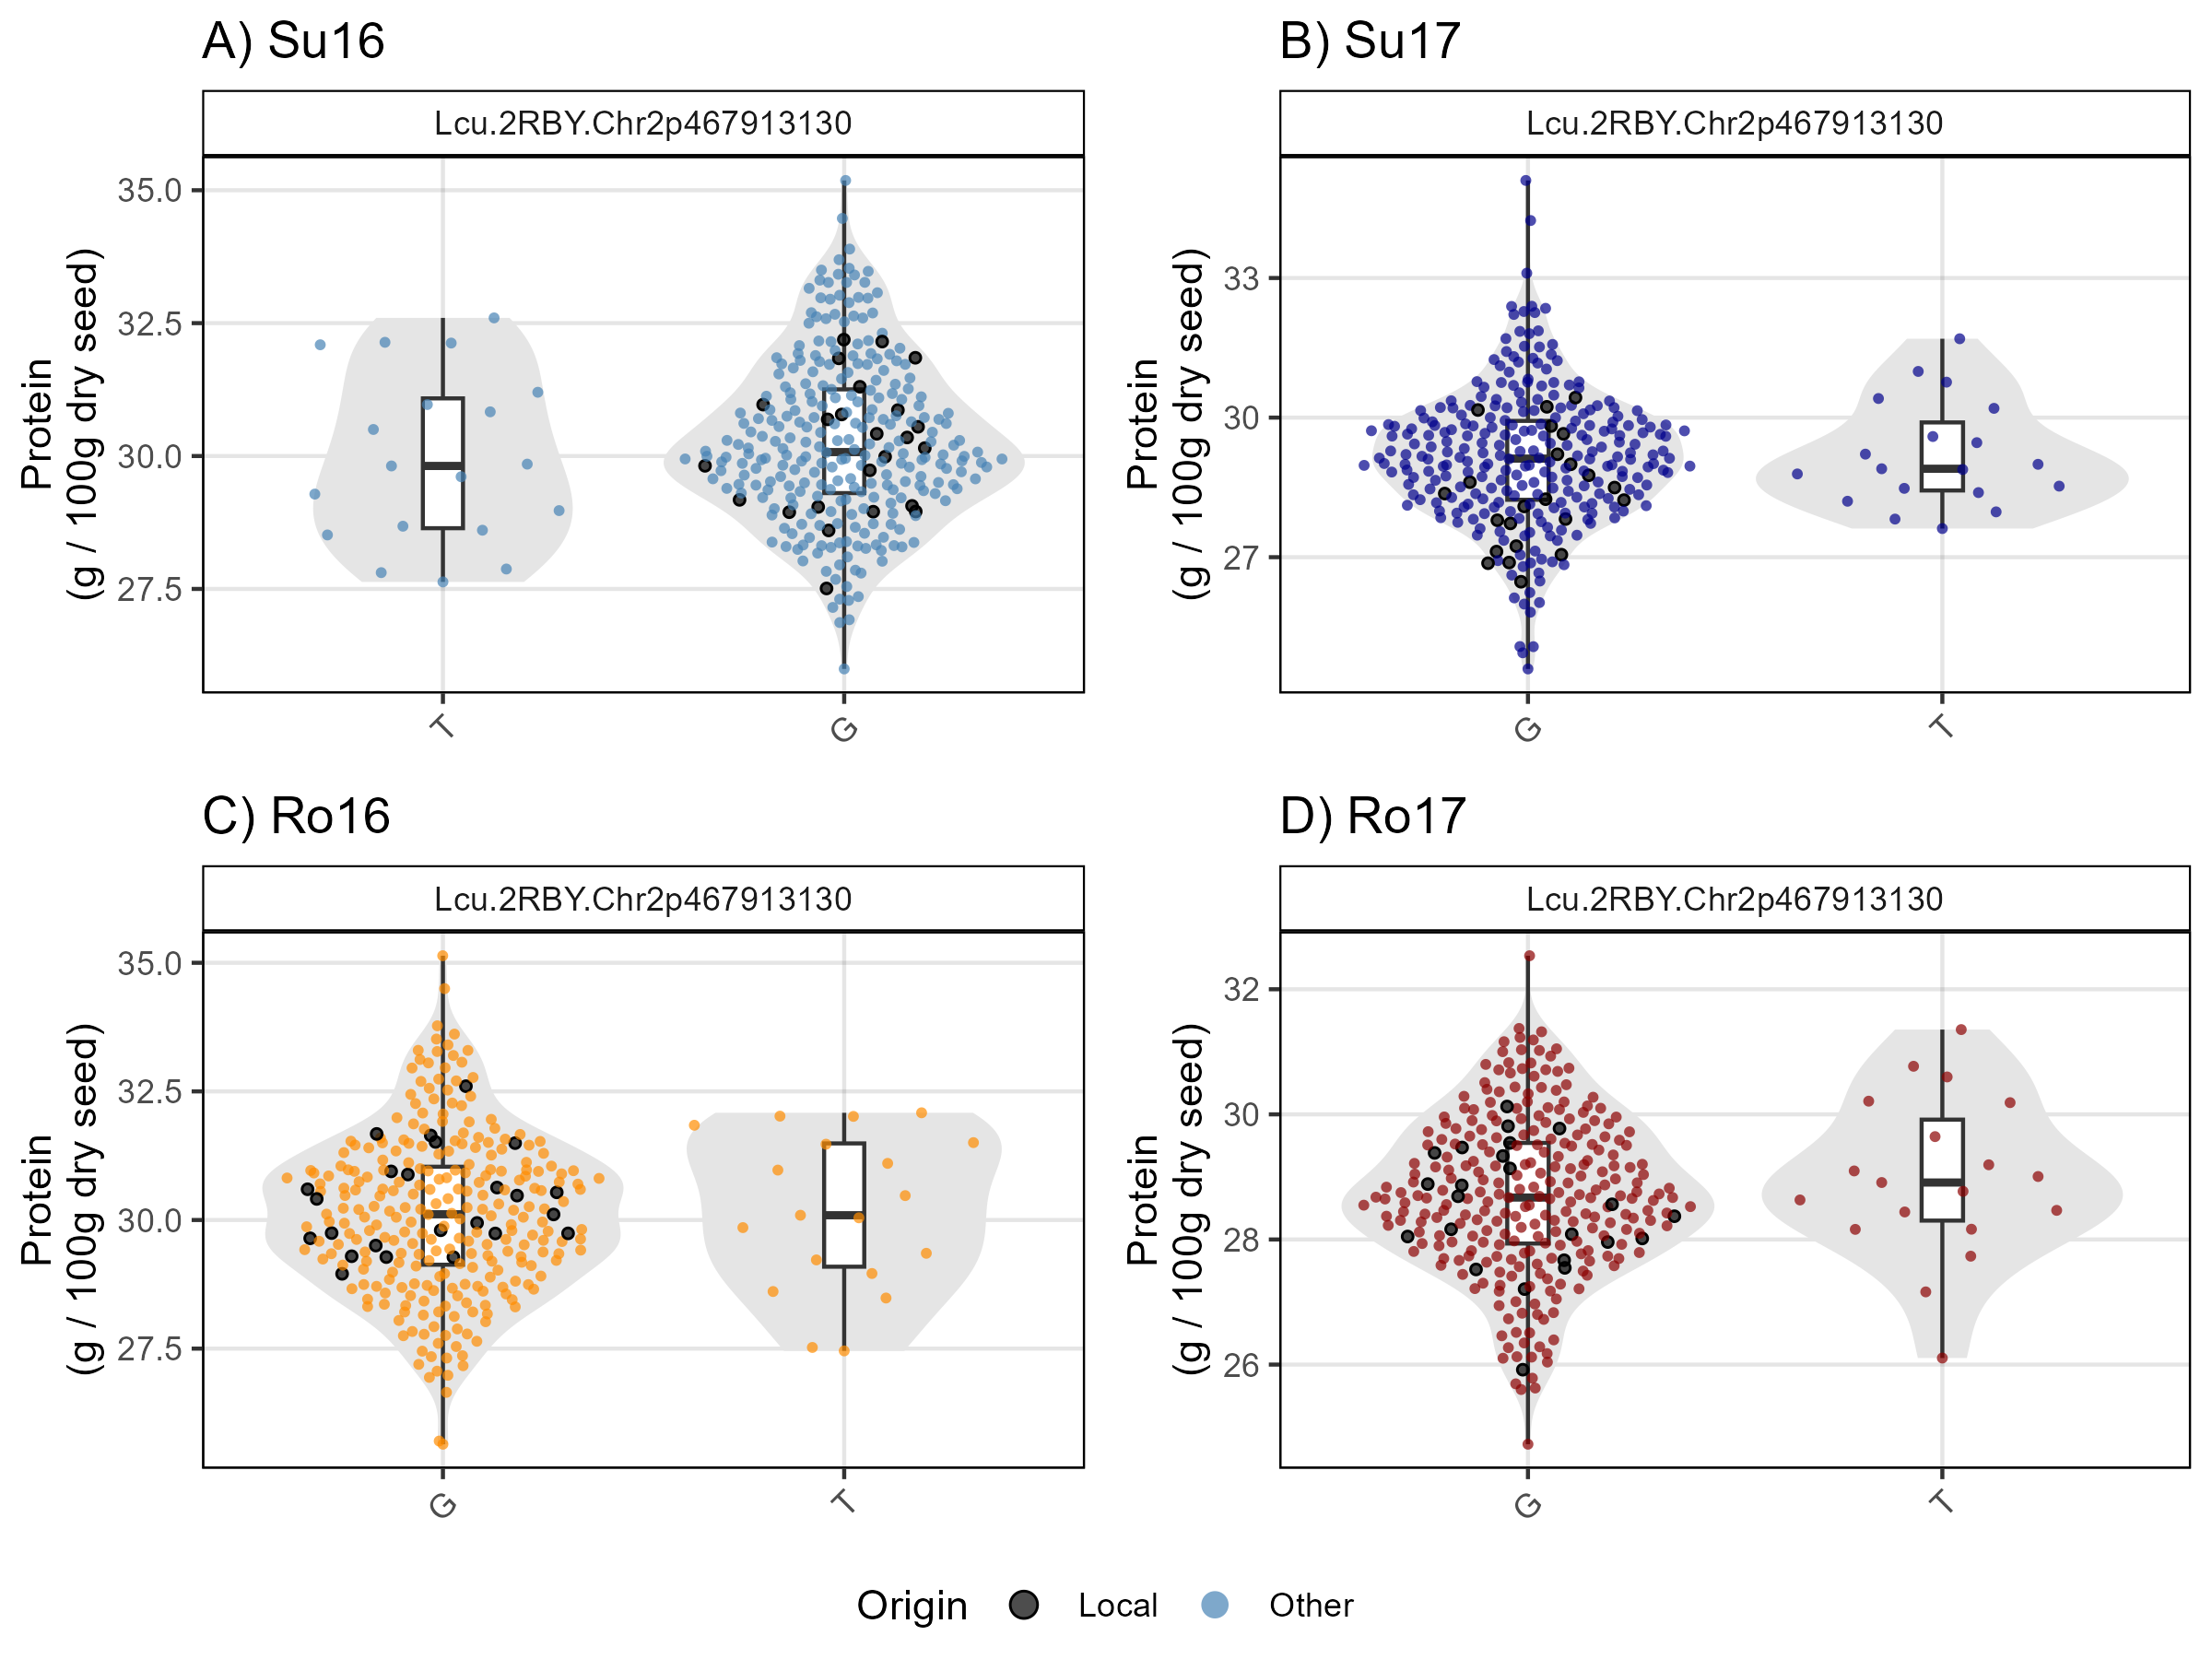 A) Su16
Lcu.2RBY.Chr2p467913130
Protein
(g / 100g dry seed)
35.0
32.5
30.0
27.5
T
G
B) Su17
Lcu.2RBY.Chr2p467913130
Protein
(g / 100g dry seed)
33
30
27
G
T
C) Ro16
Lcu.2RBY.Chr2p467913130
Protein
(g / 100g dry seed)
35.0
32.5
30.0
27.5
G
T
D) Ro17
Lcu.2RBY.Chr2p467913130
Protein
(g / 100g dry seed)
32
30
28
26
G
T
Origin Local Other